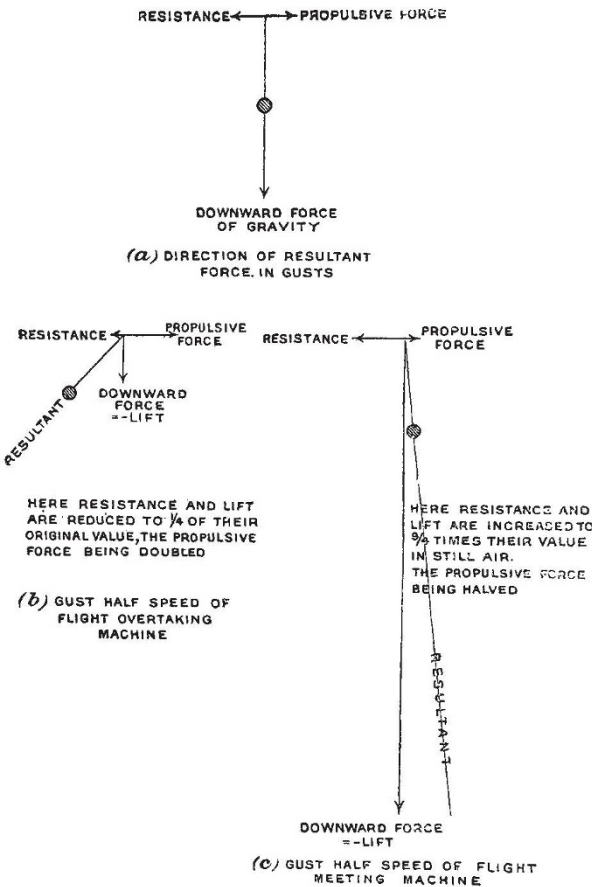 RESISTANCE PROPULSIVE FORCE
DOWNWARD FORCE
OF GRAVITY
(a) DIRECTION OF RESULTANT
FORCE. IN GUSTS
RESISTANCE PROPULSIVE
FORCE
DOWNWARD
FORCE
=-LIFT
RESULTANT
HERE RESISTANCE AND LIFT
ARE REDUCED TO 1/4 OF THEIR
ORIGINAL VALUE, THE PROPULSIVE
FORCE BEING DOUBLED
(b) GUST HALF SPEED OF
FLIGHT OVERTAKING
MACHINE
RESISTANCE PROPULSIVE
FORCE
HERE RESISTANCE AND
LIFT ARE INCREASED TO
9/4 TIMES THEIR VALUE
IN STILL AIR.
THE PROPULSIVE FORCE
BEING HALVED
RESULTANT
DOWNWARD FORCE
=-LIFT
(c) GUST HALF SPEED OF FLIGHT
MEETING MACHINE